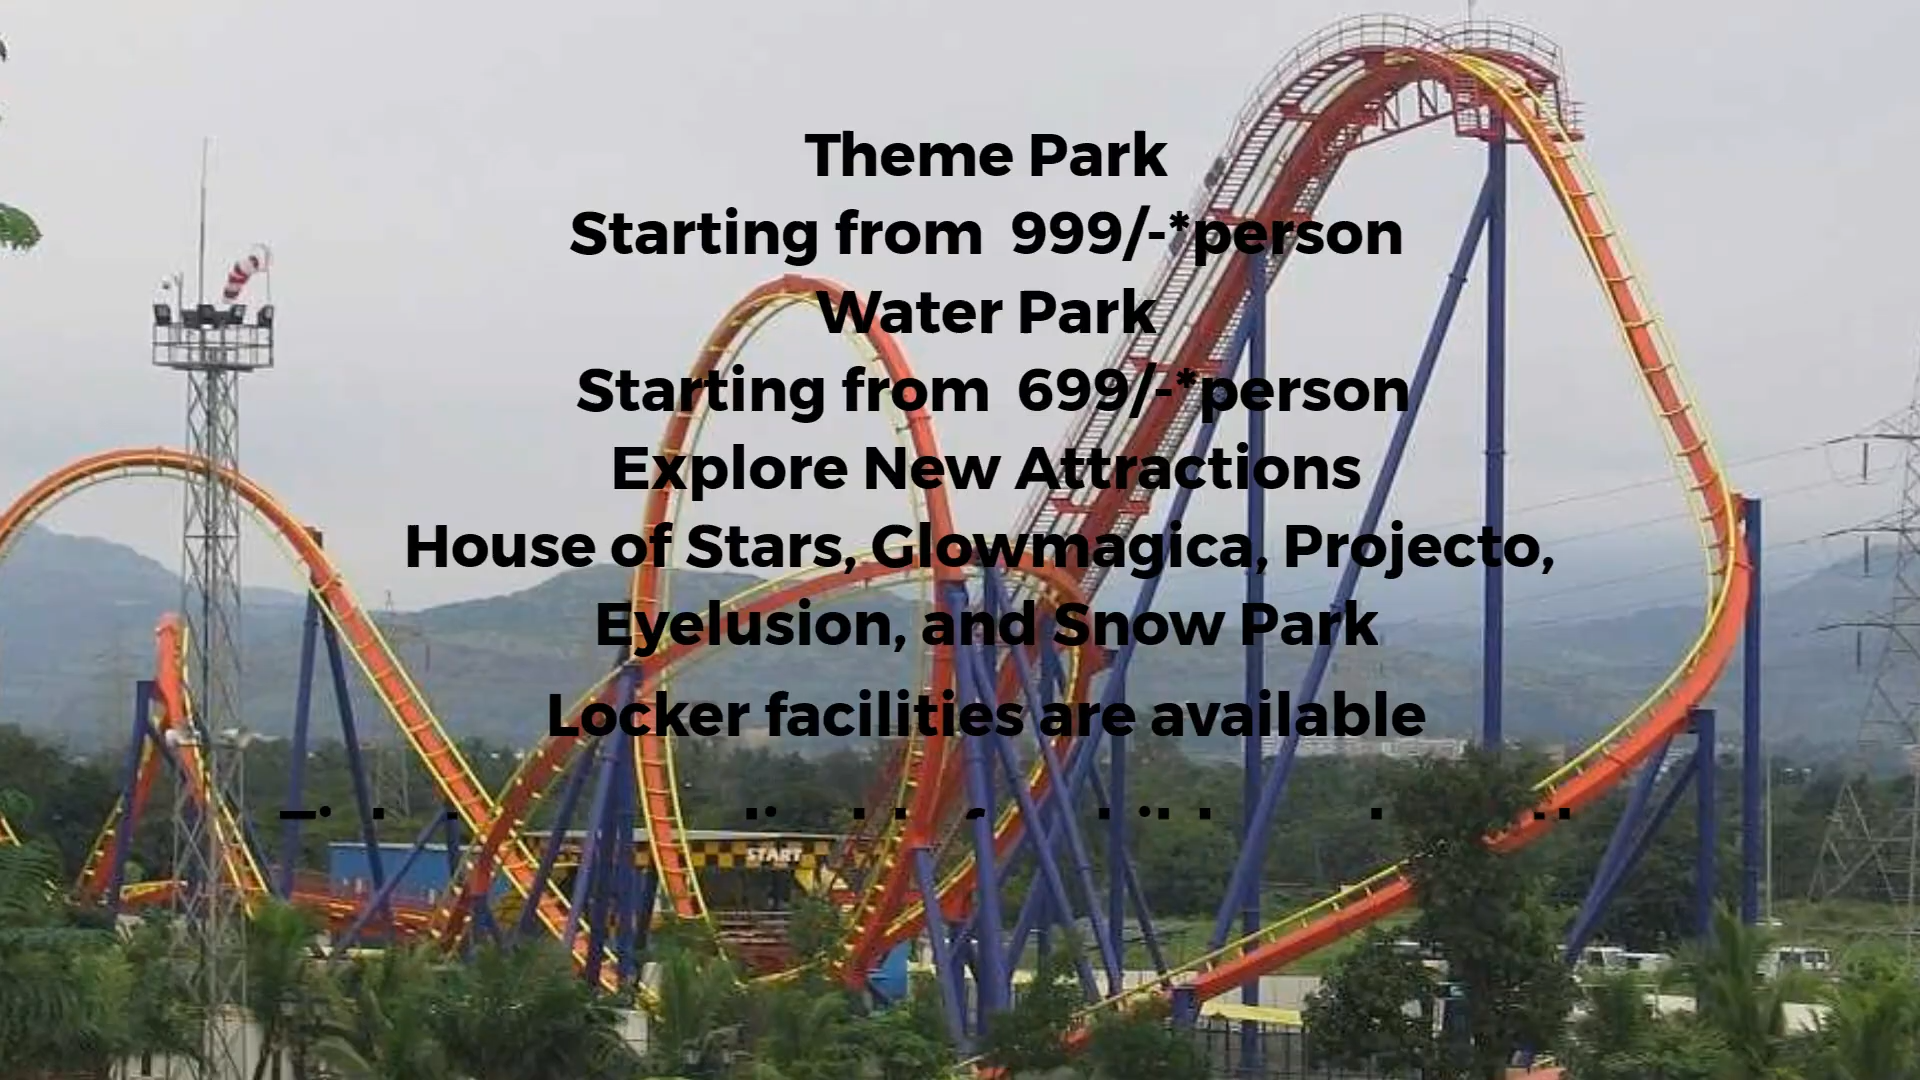 Theme Park
Starting from  999/-*person
Water Park
Starting from  699/-*person
Explore New Attractions
House of Stars, Glowmagica, Projecto,
Eyelusion, and Snow Park
Locker facilities are available
START